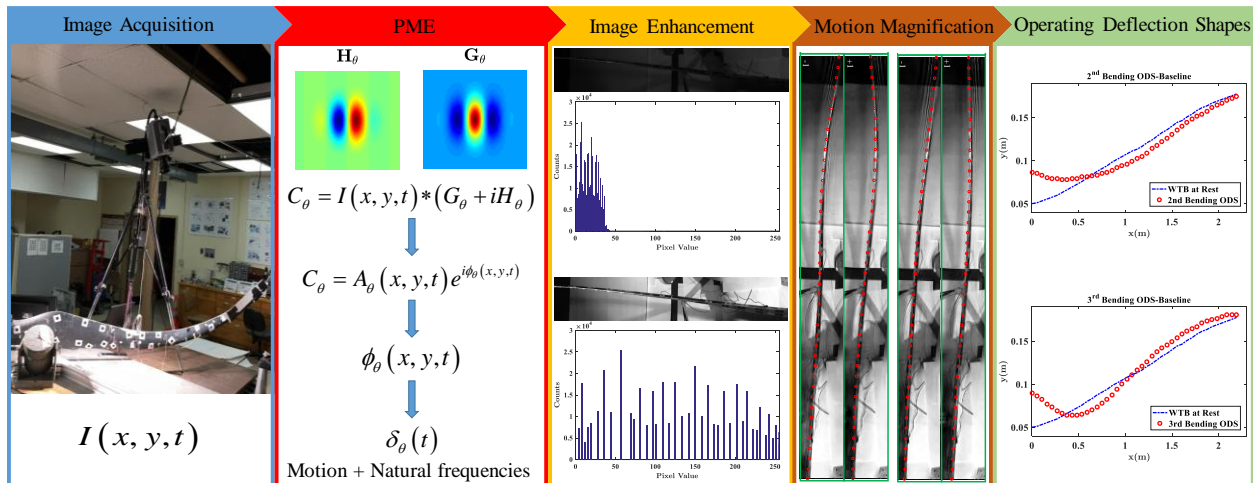 Image Acquisition
PME
Image Enhancement
Motion Magnification
Operating Deflection Shapes
I(x, y, t)
H_θ
G_θ
C_θ = I(x, y, t) * (G_θ + iH_θ)
C_θ = A_θ(x, y, t) e^{iφ_θ(x, y, t)}
φ_θ(x, y, t)
δ_θ(t)
Motion + Natural frequencies
×10⁴
3
2.5
2
1.5
1
0.5
0
Counts
0 50 100 150 200 250
Pixel Value
×10⁴
3
2.5
2
1.5
1
0.5
0
Counts
0 50 100 150 200 250
Pixel Value
- + - +
2nd Bending ODS-Baseline
0.15
0.1
0.05
y(m)
WTB at Rest
2nd Bending ODS
0 0.5 1 1.5 2
x(m)
3rd Bending ODS-Baseline
0.15
0.1
0.05
y(m)
WTB at Rest
3rd Bending ODS
0 0.5 1 1.5 2
x(m)